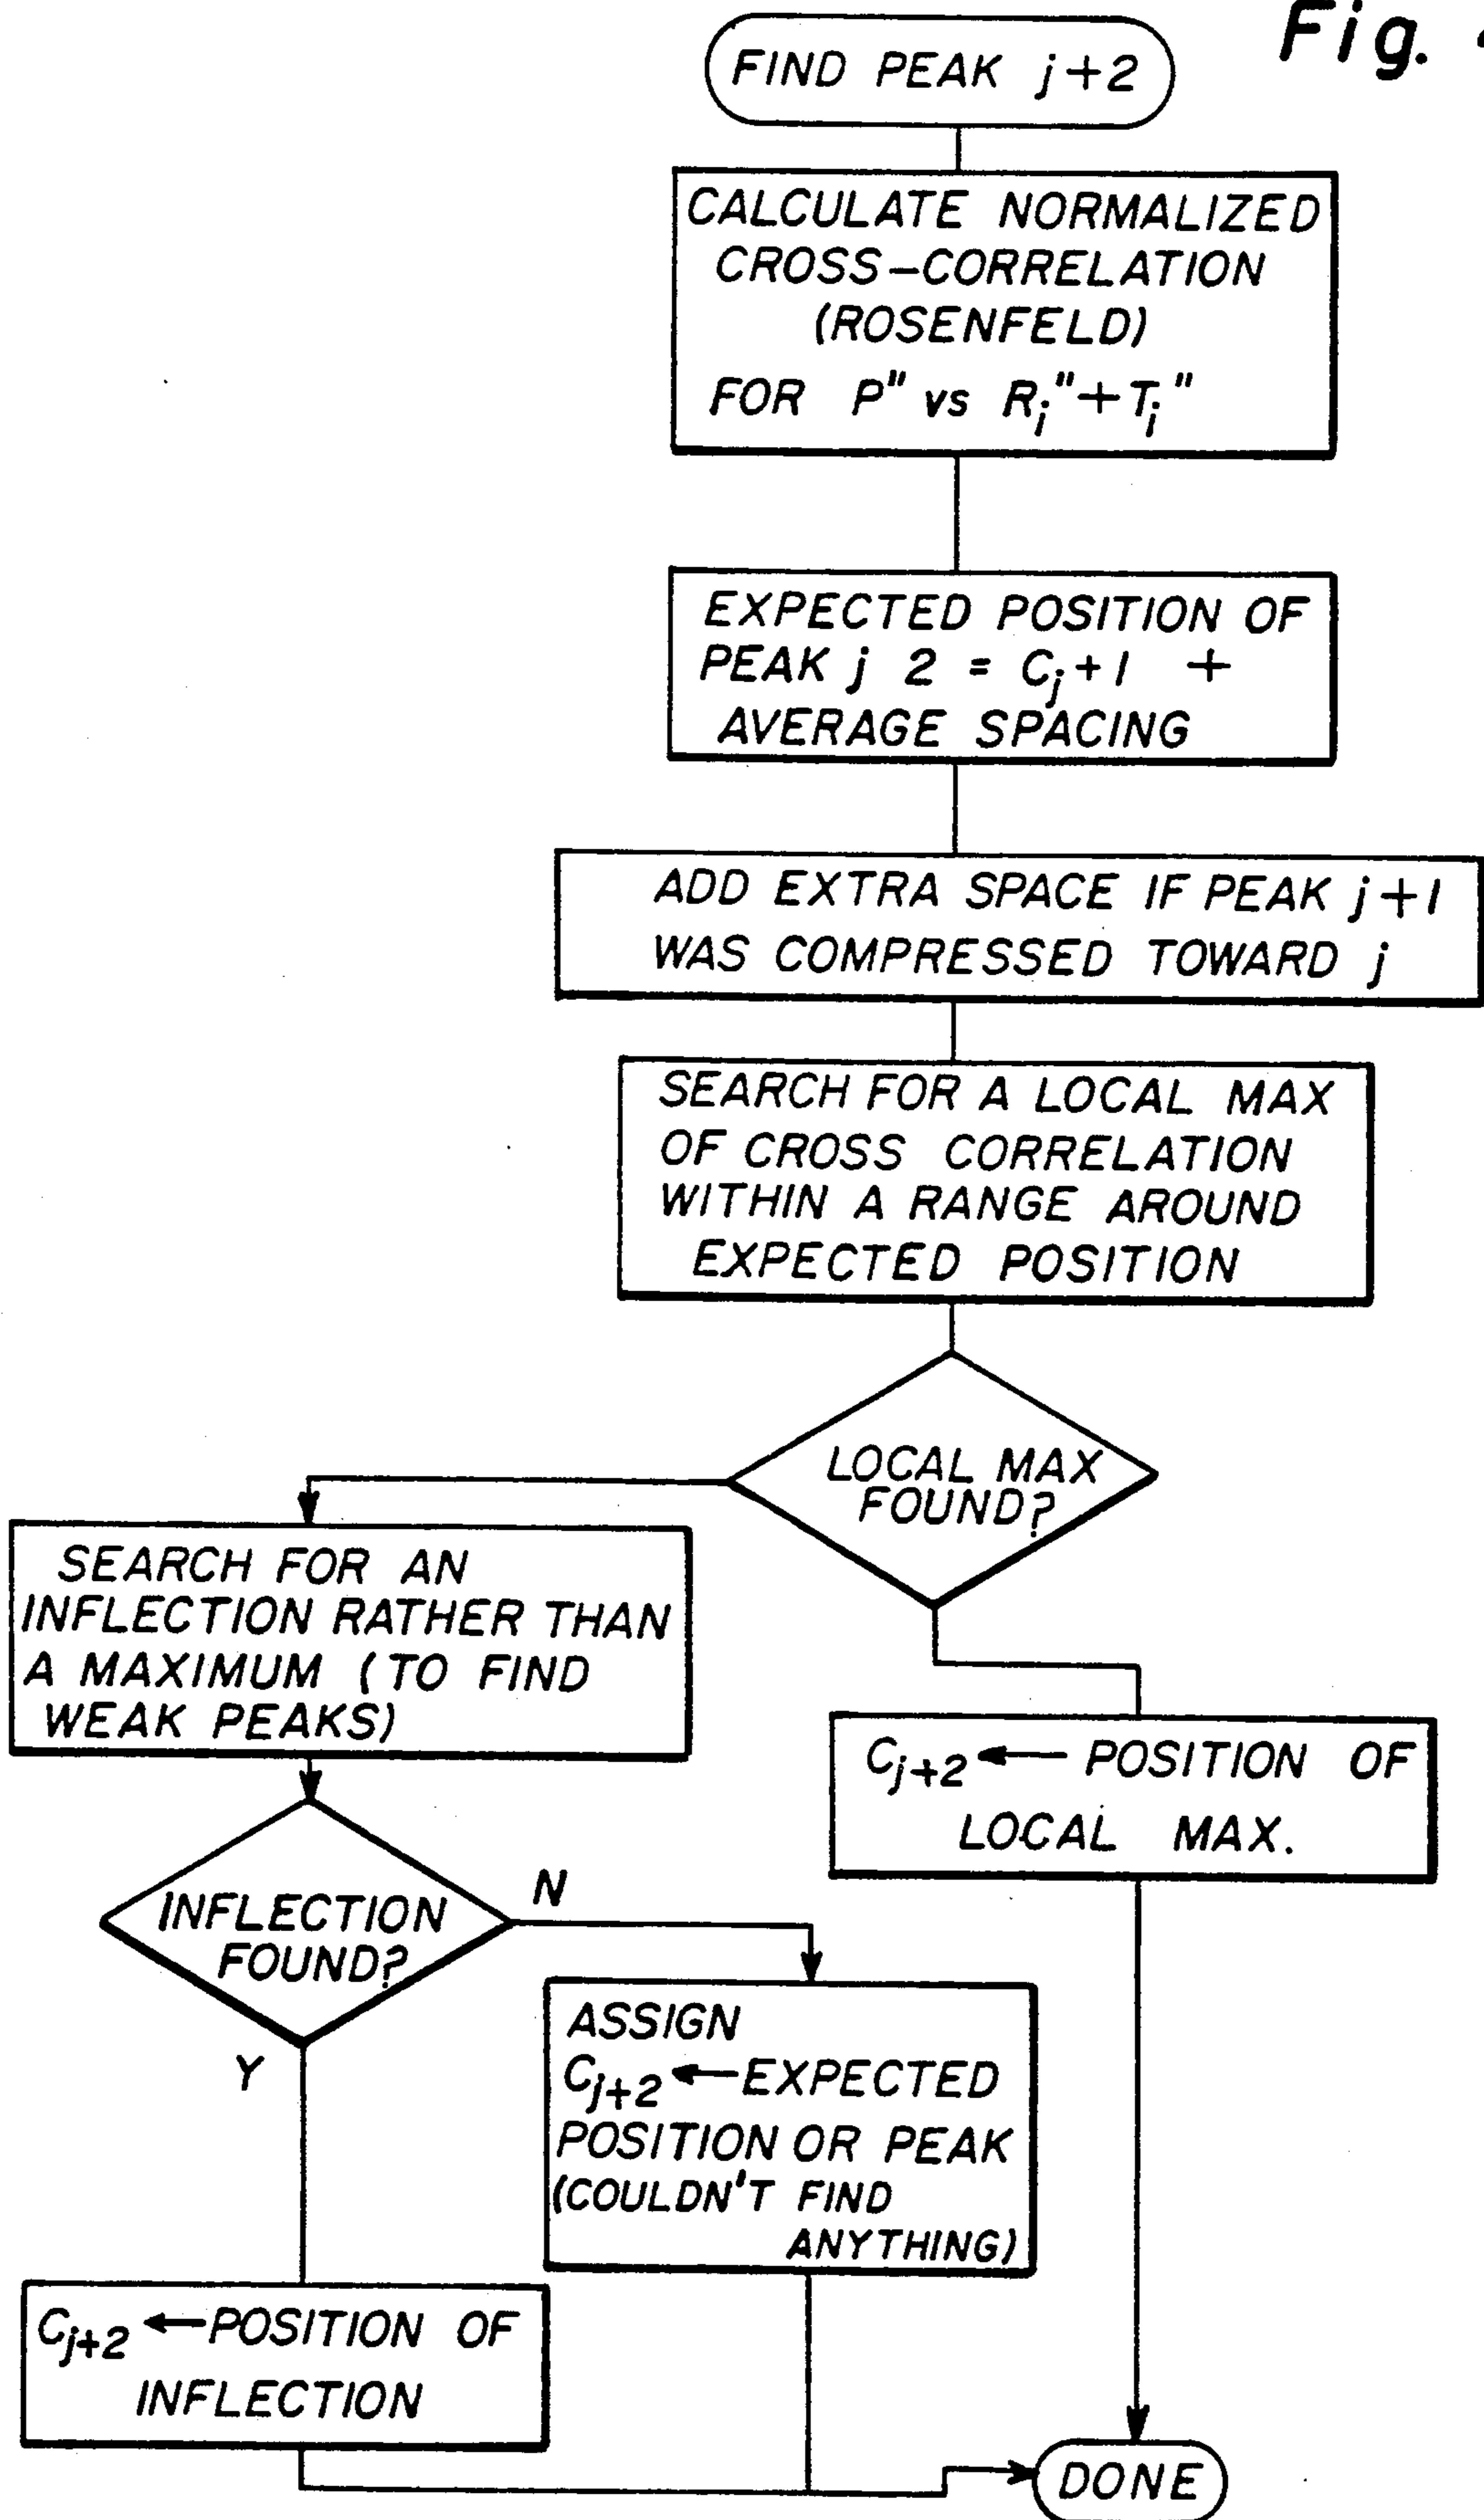 Fig.
FIND PEAK j+2
CALCULATE NORMALIZED
CROSS-CORRELATION
(ROSENFELD)
FOR P" vs Rj"+Tj"
EXPECTED POSITION OF
PEAK j 2 = Cj+1 +
AVERAGE SPACING
ADD EXTRA SPACE IF PEAK j+1
WAS COMPRESSED TOWARD j
SEARCH FOR A LOCAL MAX
OF CROSS CORRELATION
WITHIN A RANGE AROUND
EXPECTED POSITION
LOCAL MAX
FOUND?
SEARCH FOR AN
INFLECTION RATHER THAN
A MAXIMUM (TO FIND
WEAK PEAKS)
Cj+2 ← POSITION OF
LOCAL MAX.
INFLECTION
FOUND?
N
Y
ASSIGN
Cj+2 ← EXPECTED
POSITION OR PEAK
(COULDN'T FIND
ANYTHING)
Cj+2 ← POSITION OF
INFLECTION
DONE